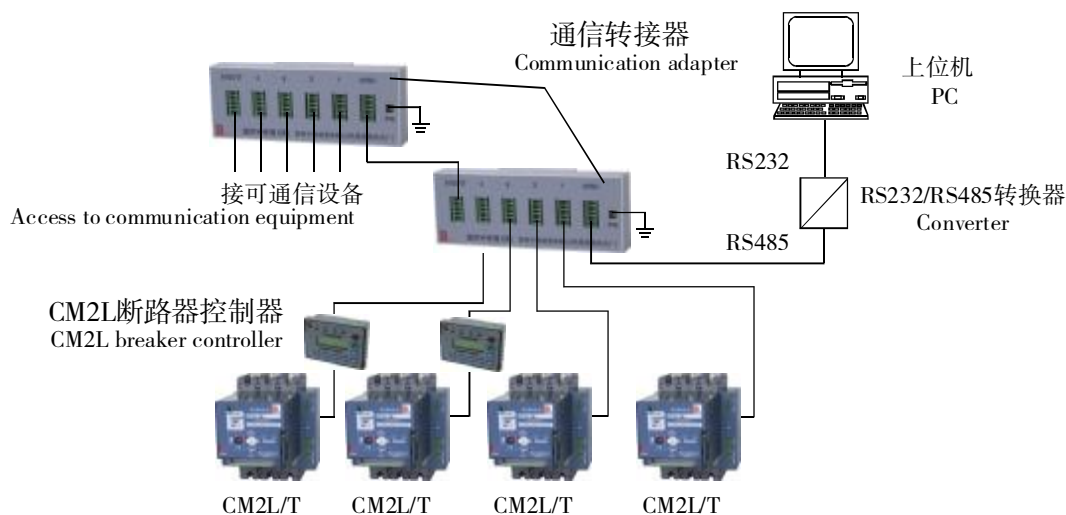 通信转接器
Communication adapter
上位机
PC
RS232
接可通信设备
Access to communication equipment
RS232/RS485转换器
Converter
RS485
CM2L断路器控制器
CM2L breaker controller
CM2L/T
CM2L/T
CM2L/T
CM2L/T